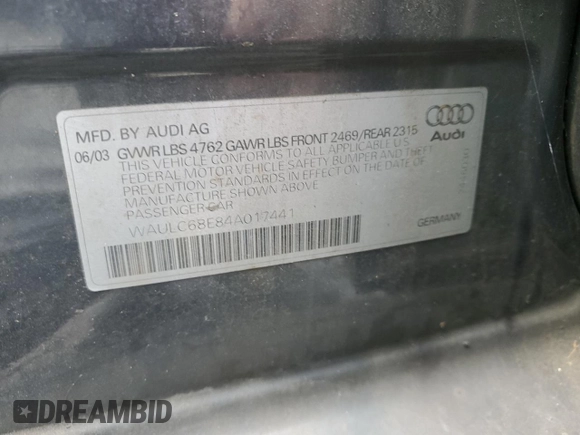 MFD. BY AUDI AG
06/03 GVWR LBS 4762 GAWR LBS FRONT 2469/REAR 2315
THIS VEHICLE CONFORMS TO ALL APPLICABLE U.S.
FEDERAL MOTOR VEHICLE SAFETY BUMPER AND THEFT
PREVENTION STANDARDS IN EFFECT ON THE DATE OF
MANUFACTURE SHOWN ABOVE
PASSENGER CAR
WAULC68E84A017441
Audi
GERMANY
DREAMBID